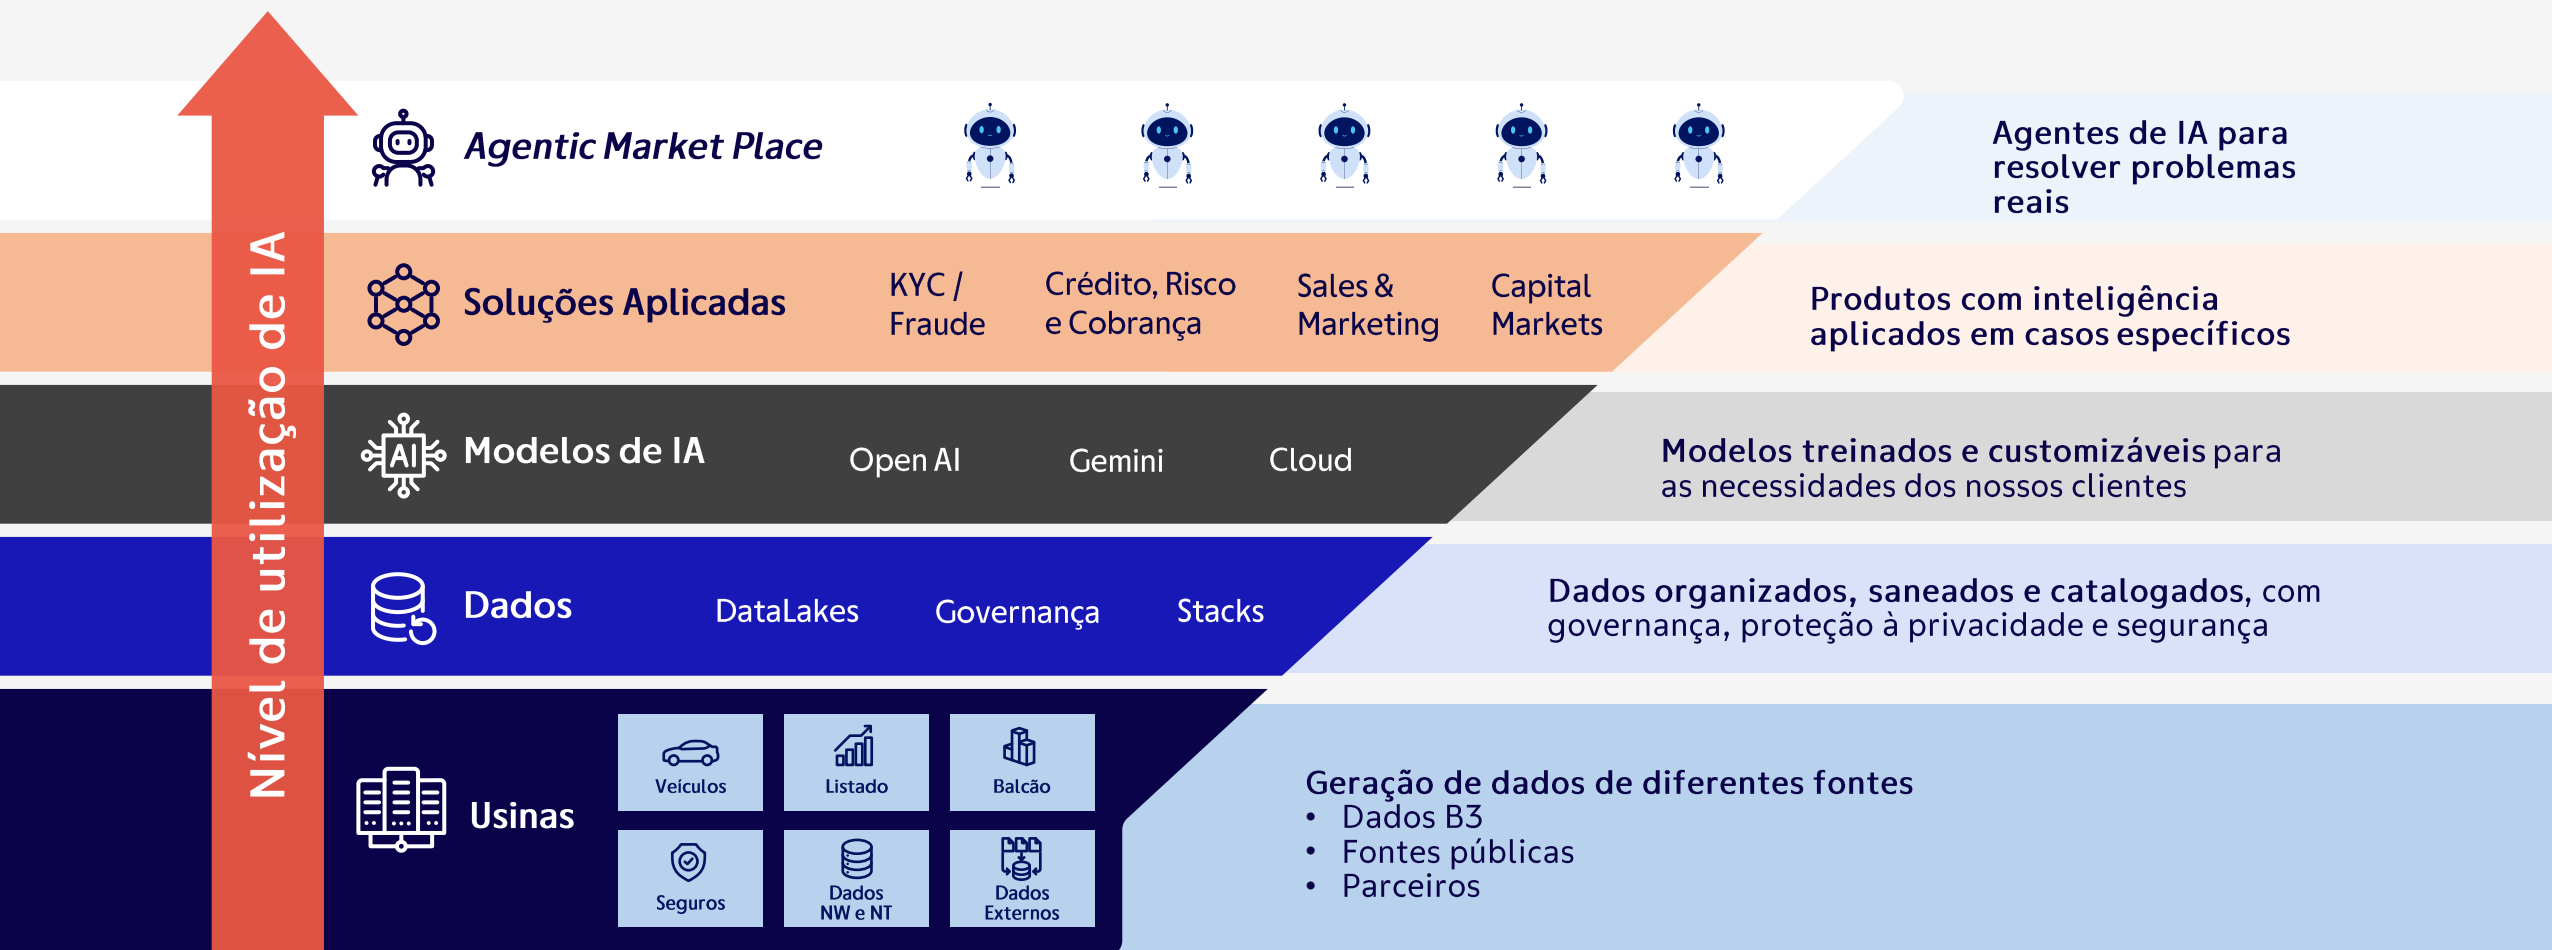 Nível de utilização de IA
Agentic Market Place
Agentes de IA para
resolver problemas
reais
Soluções Aplicadas
KYC /
Fraude
Crédito, Risco
e Cobrança
Sales &
Marketing
Capital
Markets
Produtos com inteligência
aplicados em casos específicos
AI
Modelos de IA
Open AI
Gemini
Cloud
Modelos treinados e customizáveis para
as necessidades dos nossos clientes
Dados
DataLakes
Governança
Stacks
Dados organizados, saneados e catalogados, com
governança, proteção à privacidade e segurança
Usinas
Veículos
Listado
Balcão
Seguros
Dados
NW e NT
Dados
Externos
Geração de dados de diferentes fontes
• Dados B3
• Fontes públicas
• Parceiros